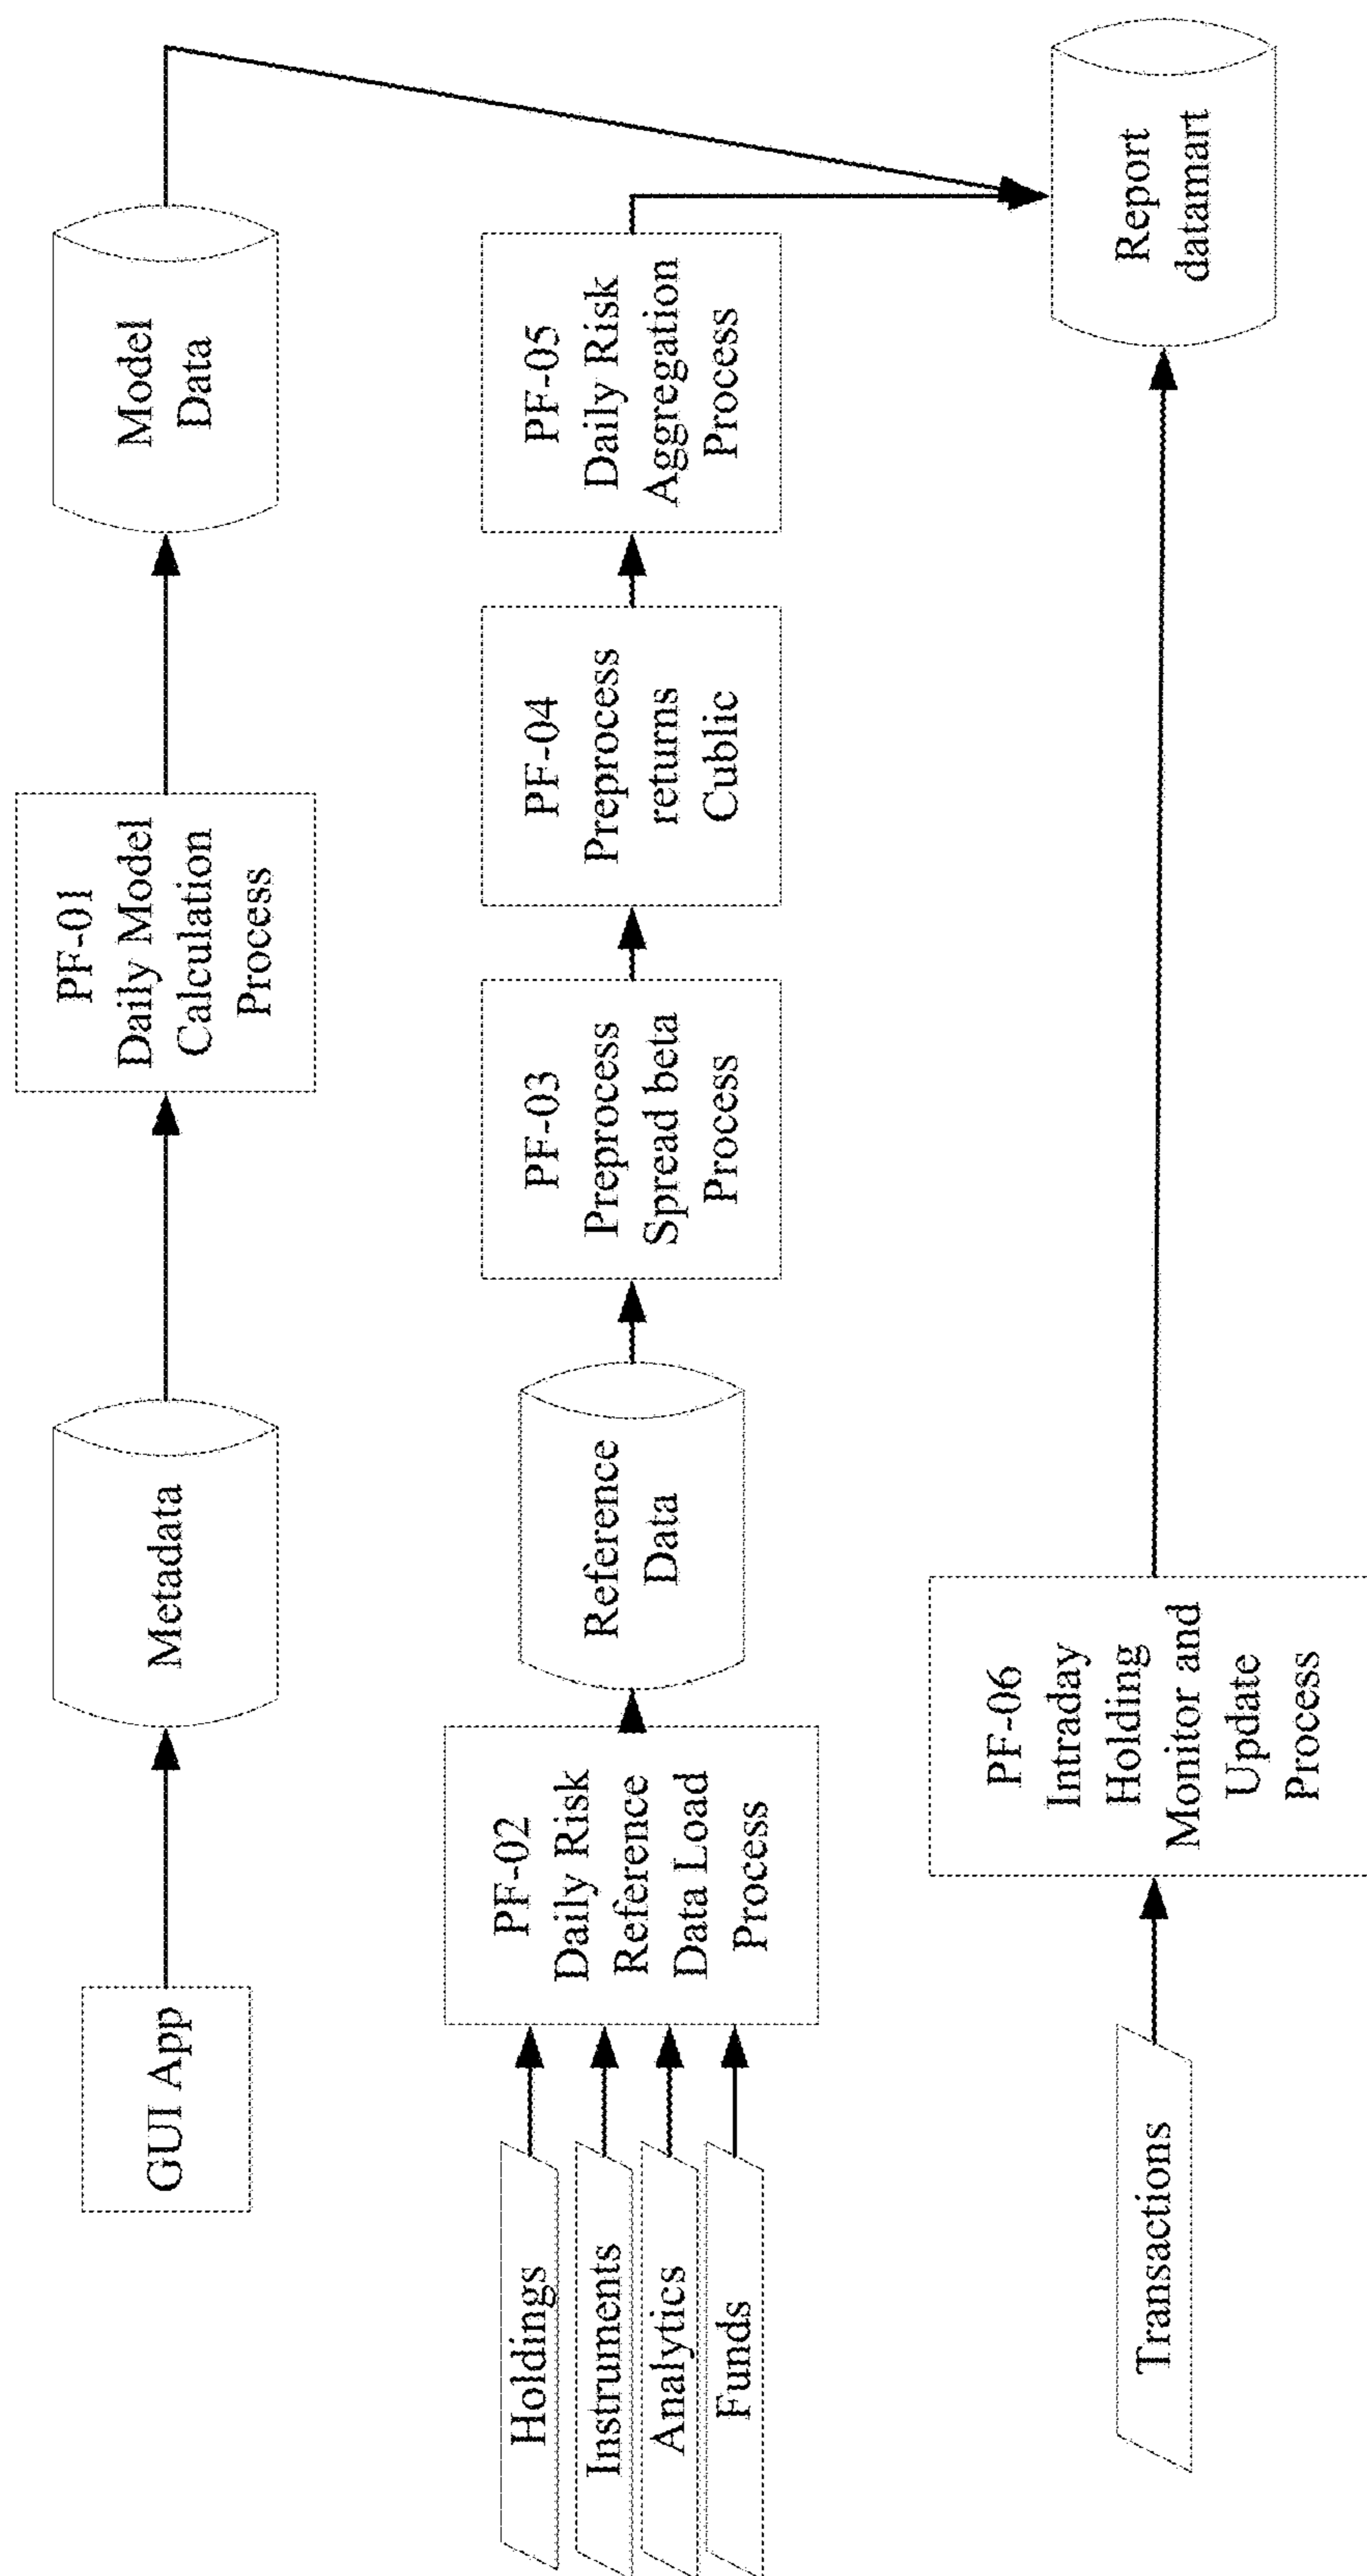 GUI App
Metadata
PF-01
Daily Model
Calculation
Process
Model
Data
Holdings
Instruments
Analytics
Funds
PF-02
Daily Risk
Reference
Data Load
Process
Reference
Data
PF-03
Preprocess
Spread beta
Process
PF-04
Preprocess
returns
Cublic
PF-05
Daily Risk
Aggregation
Process
Transactions
PF-06
Intraday
Holding
Monitor and
Update
Process
Report
datamart